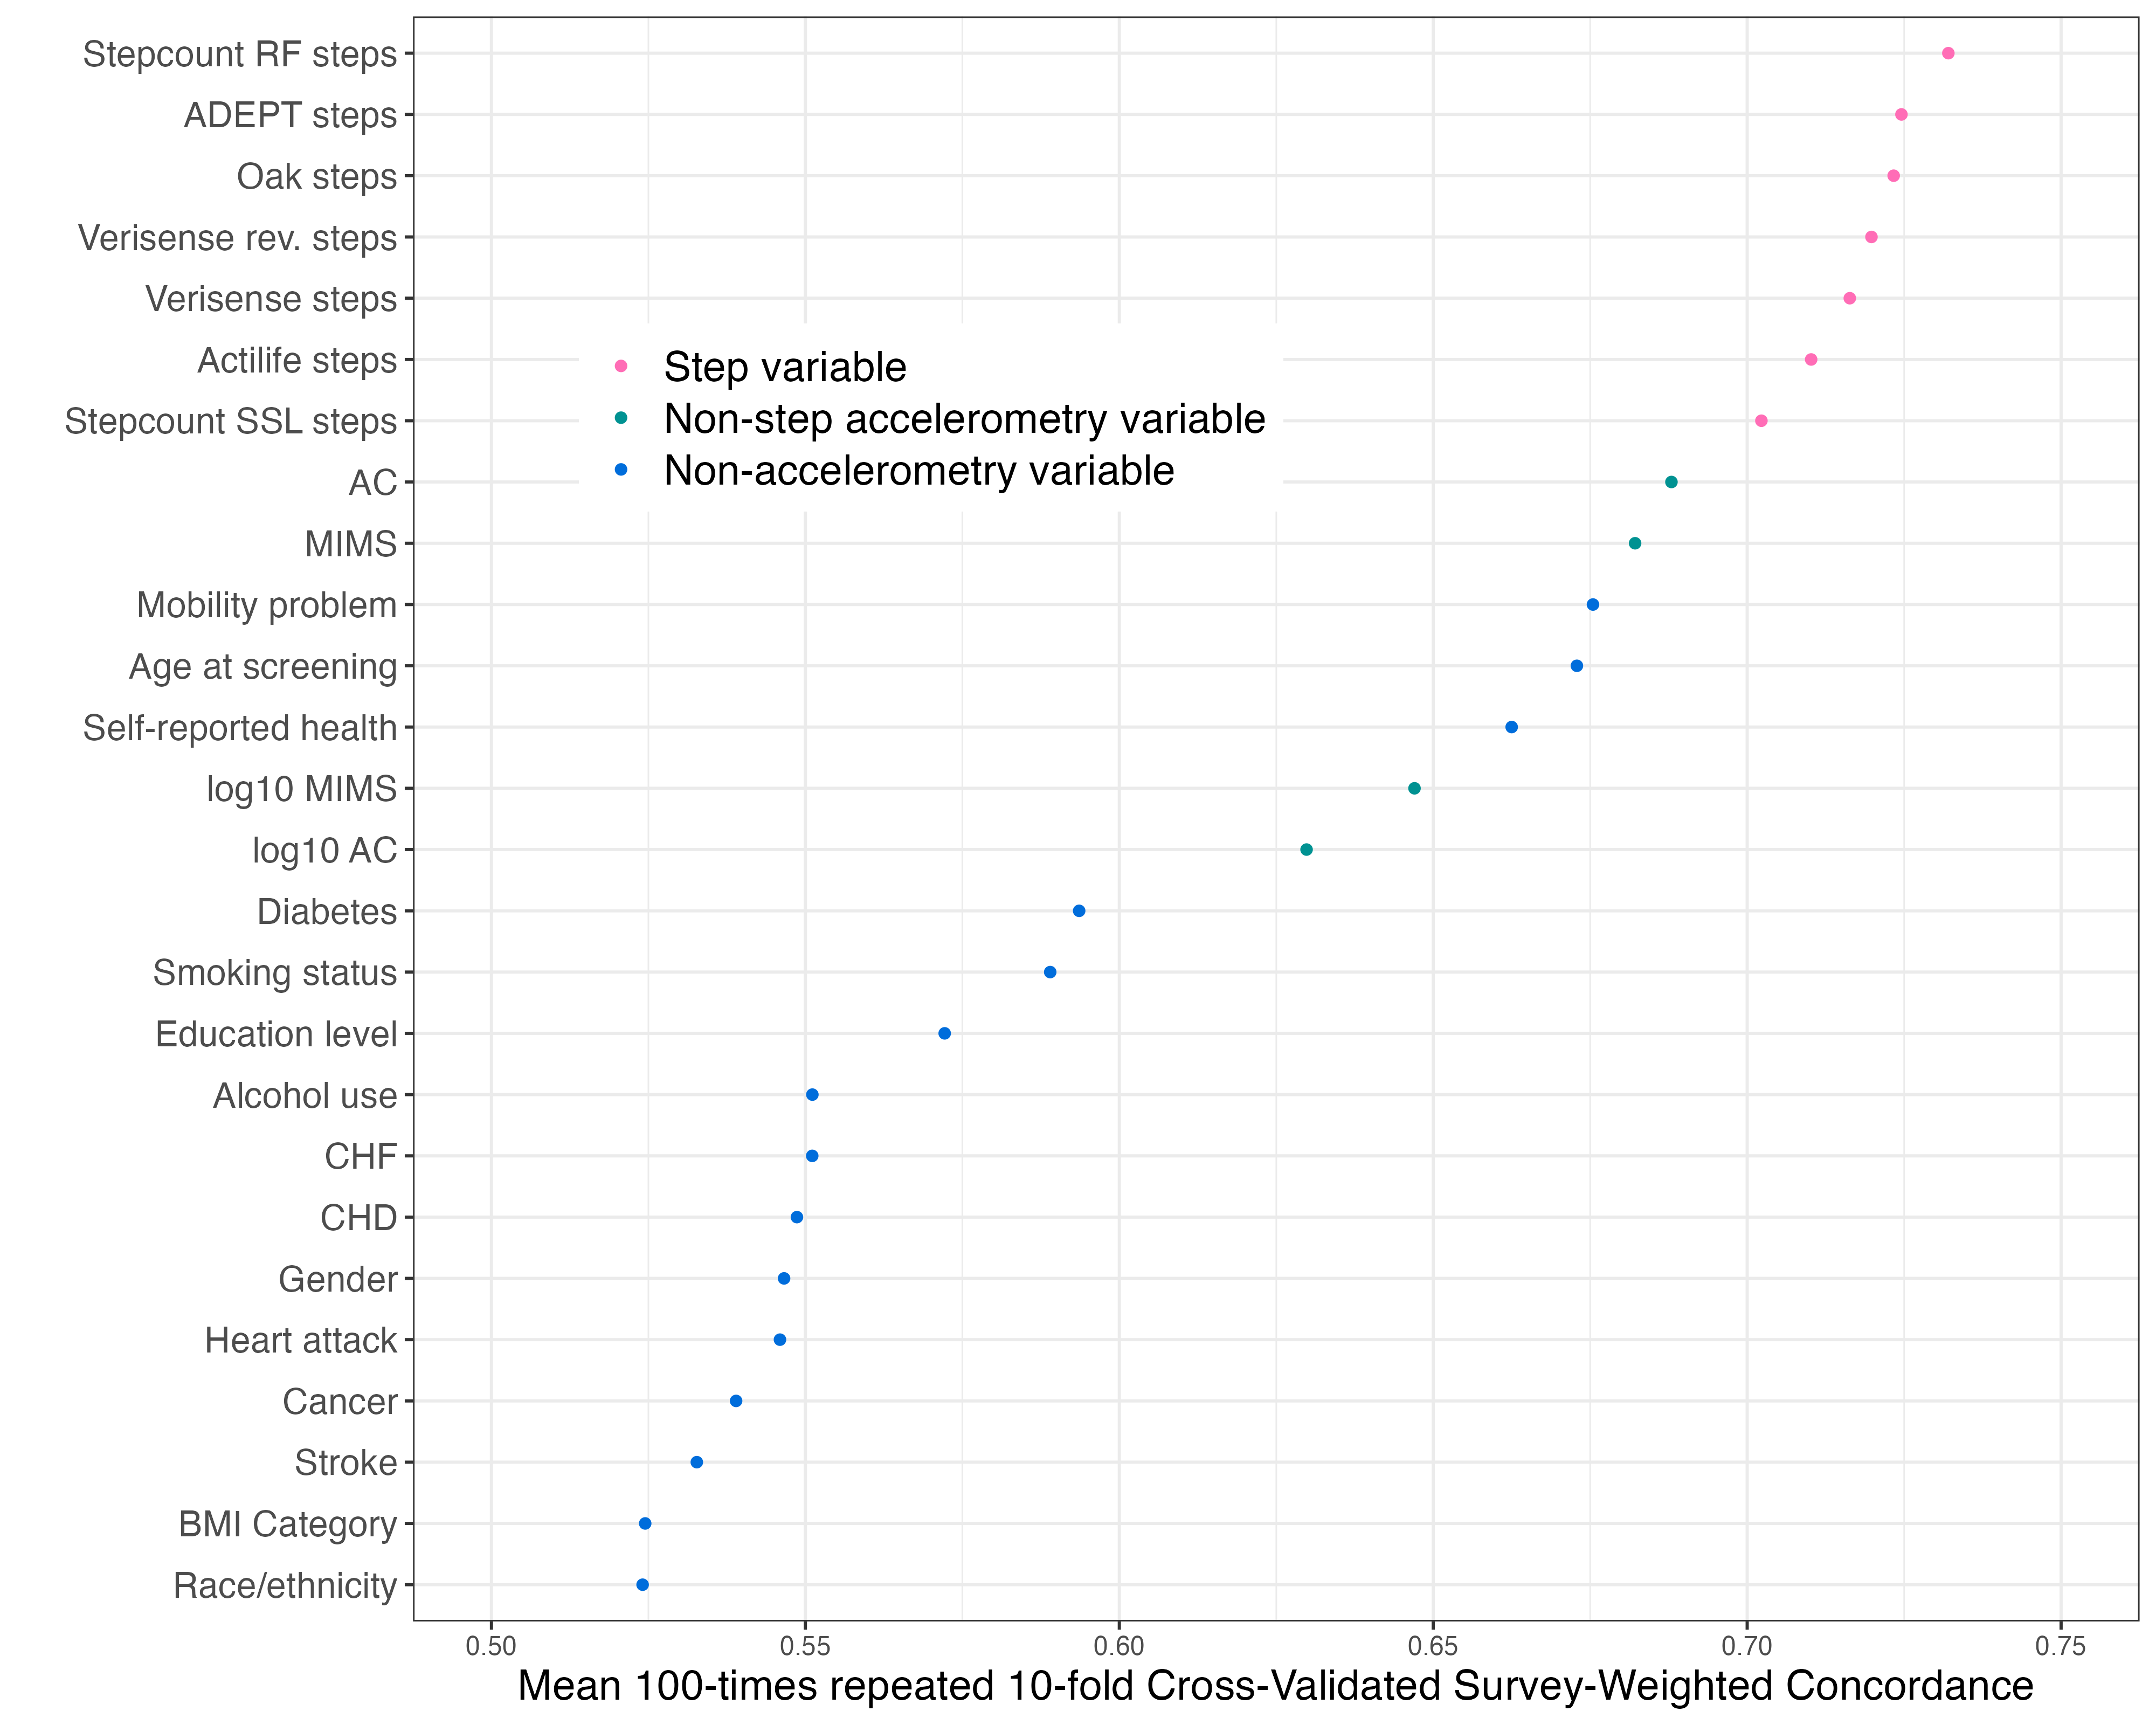 Stepcount RF steps
ADEPT steps
Oak steps
Verisense rev. steps
Verisense steps
Actilife steps
Stepcount SSL steps
AC
MIMS
Mobility problem
Age at screening
Self-reported health
log10 MIMS
log10 AC
Diabetes
Smoking status
Education level
Alcohol use
CHF
CHD
Gender
Heart attack
Cancer
Stroke
BMI Category
Race/ethnicity
Step variable
Non-step accelerometry variable
Non-accelerometry variable
0.50 0.55 0.60 0.65 0.70 0.75
Mean 100-times repeated 10-fold Cross-Validated Survey-Weighted Concordance